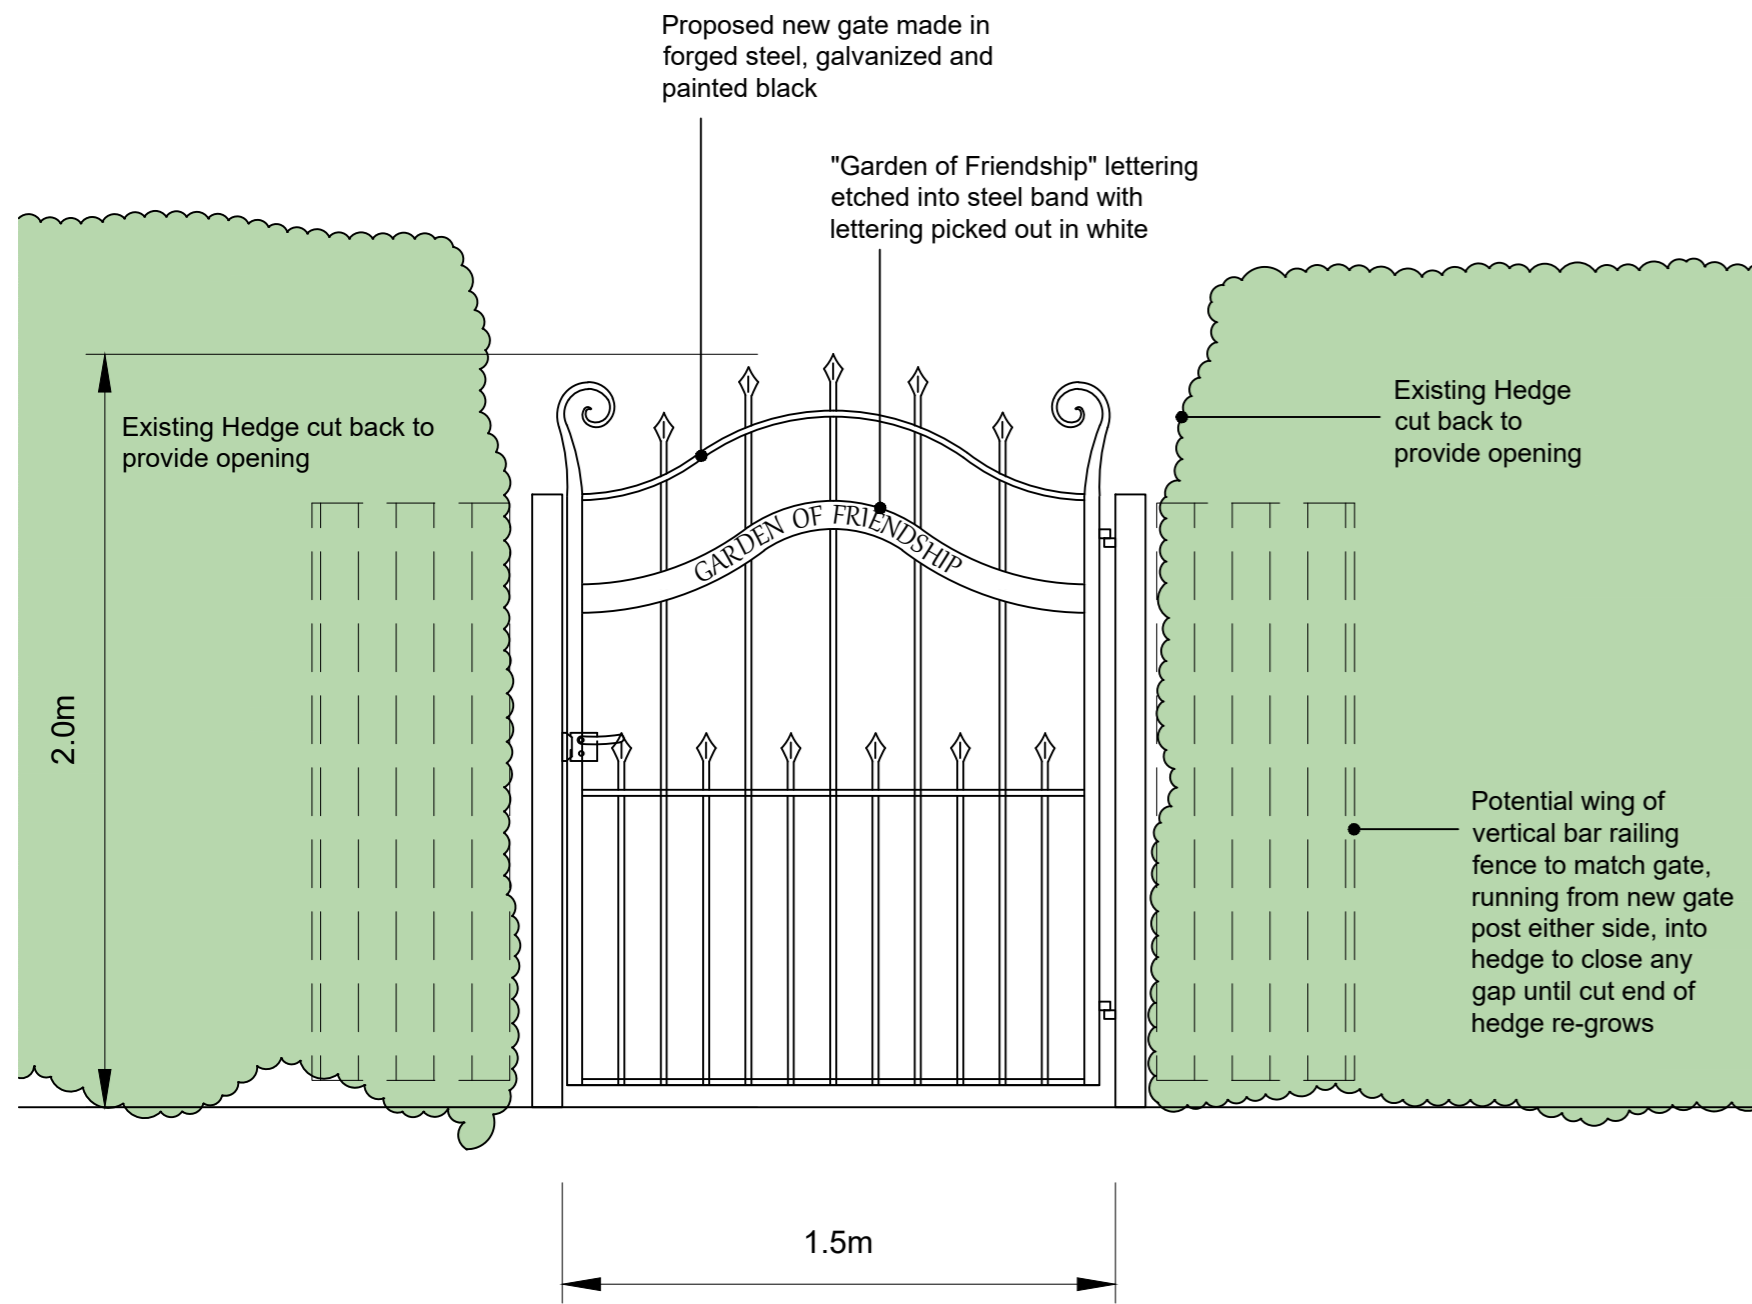 Proposed new gate made in
forged steel, galvanized and
painted black
"Garden of Friendship" lettering
etched into steel band with
lettering picked out in white
Existing Hedge cut back to
provide opening
Existing Hedge
cut back to
provide opening
GARDEN OF FRIENDSHIP
2.0m
Potential wing of
vertical bar railing
fence to match gate,
running from new gate
post either side, into
hedge to close any
gap until cut end of
hedge re-grows
1.5m